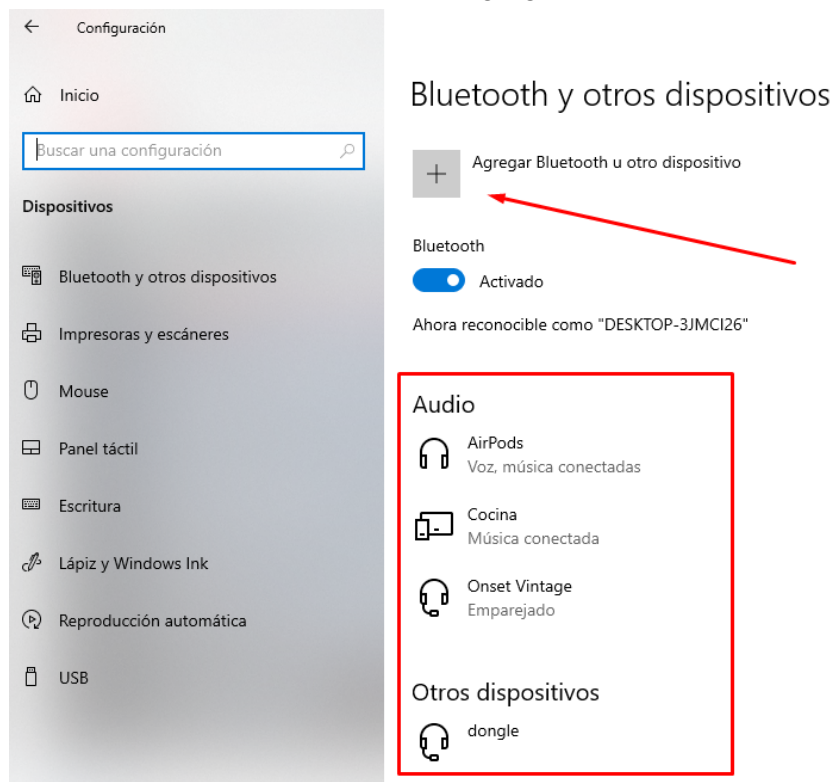 Configuración
Inicio
Buscar una configuración
Dispositivos
Bluetooth y otros dispositivos
Impresoras y escáneres
Mouse
Panel táctil
Escritura
Lápiz y Windows Ink
Reproducción automática
USB
Bluetooth y otros dispositivos
Agregar Bluetooth u otro dispositivo
Bluetooth
Activado
Ahora reconocible como "DESKTOP-3JMCI26"
Audio
AirPods
Voz, música conectadas
Cocina
Música conectada
Onset Vintage
Emparejado
Otros dispositivos
dongle